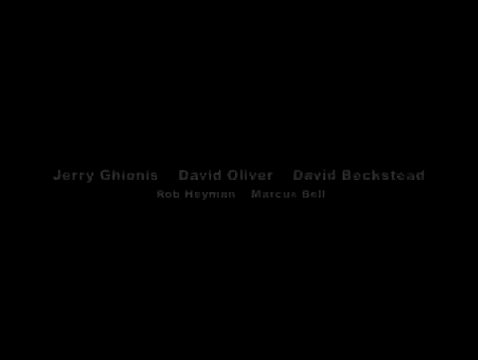 Jerry Ghionis David Oliver David Beckstead
Rob Heyman Marcus Bell